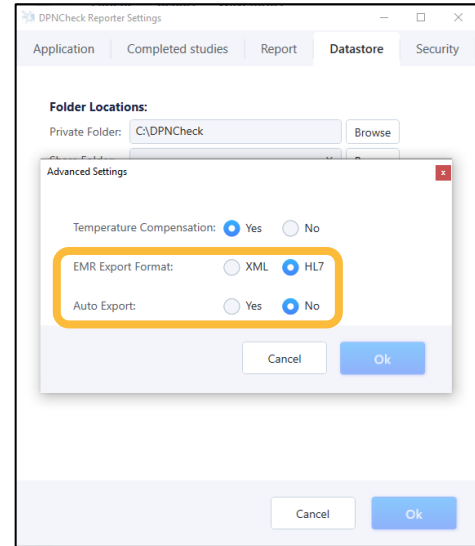 DPNCheck Reporter Settings
Application Completed studies Report Datastore Security
Folder Locations:
Private Folder: C:\DPNCheck Browse
Advanced Settings x
Temperature Compensation: Yes No
EMR Export Format: XML HL7
Auto Export: Yes No
Cancel Ok
Cancel Ok